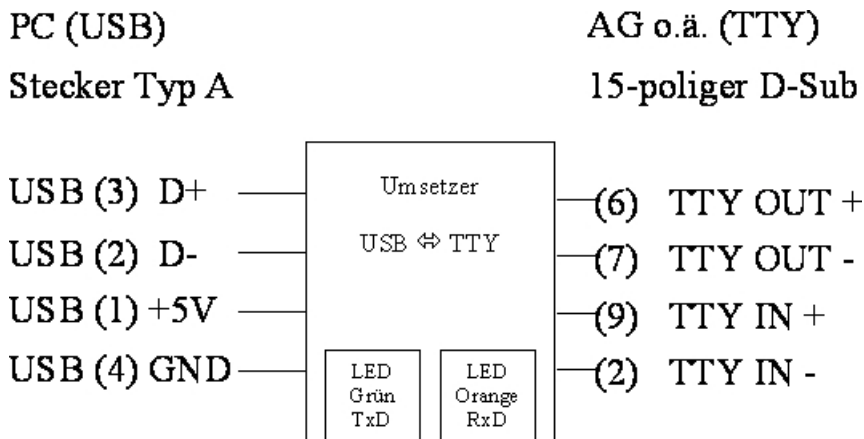 PC (USB)
AG o.ä. (TTY)
Stecker Typ A
15-poliger D-Sub
USB (3) D+
USB (2) D-
USB (1) +5V
USB (4) GND
Umsetzer
USB ⇔ TTY
LED
Grün
TxD
LED
Orange
RxD
(6) TTY OUT +
(7) TTY OUT -
(9) TTY IN +
(2) TTY IN -